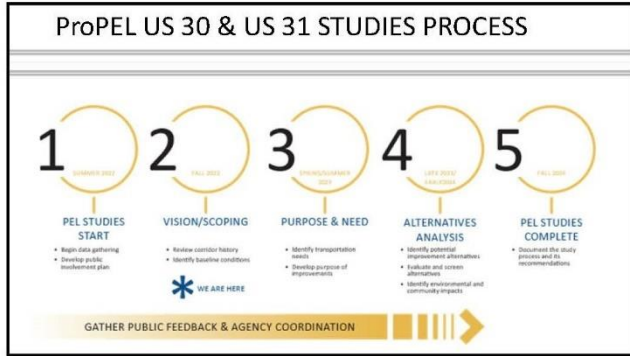 ProPEL US 30 & US 31 STUDIES PROCESS
1
SUMMER 2022
PEL STUDIES
START
• Begin data gathering
• Develop public
involvement plan
2
FALL 2022
VISION/SCOPING
• Review corridor history
• Identify baseline conditions
WE ARE HERE
3
SPRING/SUMMER
PURPOSE & NEED
• Identify transportation
needs
• Develop purpose of
improvements
4
LATE 2023/
ALTERNATIVES
ANALYSIS
• Identify potential
improvement alternatives
• Evaluate and screen
alternatives
• Identify environmental and
community impacts
5
FALL 2024
PEL STUDIES
COMPLETE
• Document the study
process and its
recommendations
GATHER PUBLIC FEEDBACK & AGENCY COORDINATION